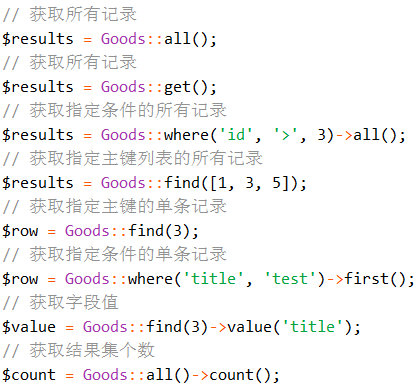 // 获取所有记录
$results = Goods::all();
// 获取所有记录
$results = Goods::get();
// 获取指定条件的所有记录
$results = Goods::where('id', '>', 3)->all();
// 获取指定主键列表的所有记录
$results = Goods::find([1, 3, 5]);
// 获取指定主键的单条记录
$row = Goods::find(3);
// 获取指定条件的单条记录
$row = Goods::where('title', 'test')->first();
// 获取字段值
$value = Goods::find(3)->value('title');
// 获取结果集个数
$count = Goods::all()->count();